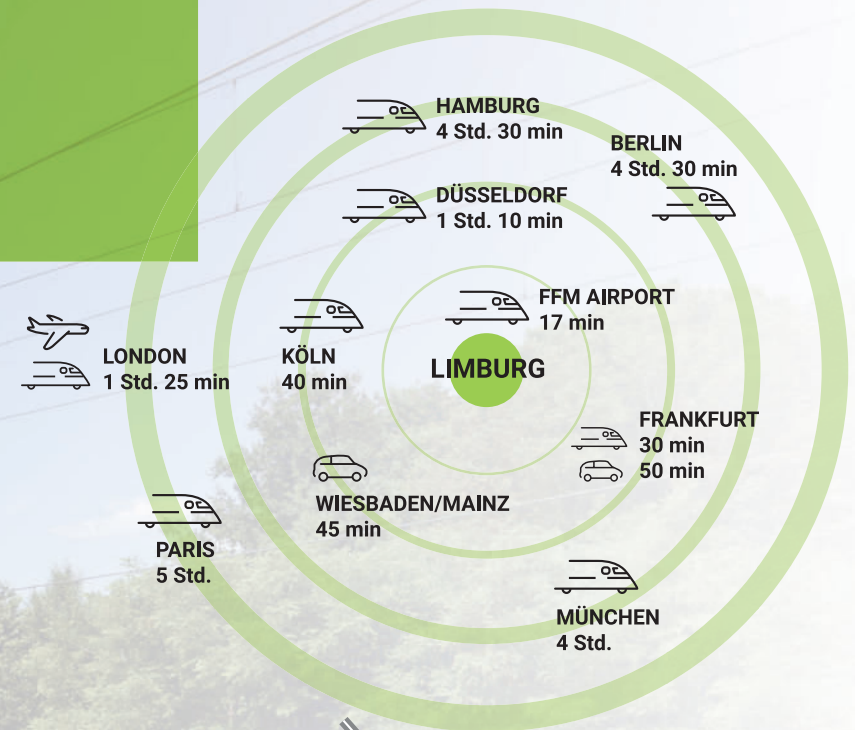 HAMBURG
4 Std. 30 min
BERLIN
4 Std. 30 min
DÜSSELDORF
1 Std. 10 min
FFM AIRPORT
17 min
LONDON
1 Std. 25 min
KÖLN
40 min
LIMBURG
FRANKFURT
30 min
50 min
WIESBADEN/MAINZ
45 min
PARIS
5 Std.
MÜNCHEN
4 Std.